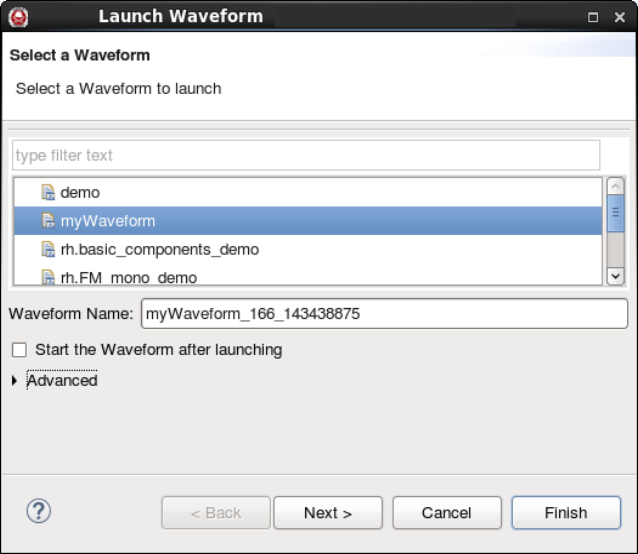 Launch Waveform
Select a Waveform
Select a Waveform to launch
type filter text
demo
myWaveform
rh.basic_components_demo
rh.FM_mono_demo
Waveform Name: myWaveform_166_143438875
Start the Waveform after launching
Advanced
? < Back Next > Cancel Finish